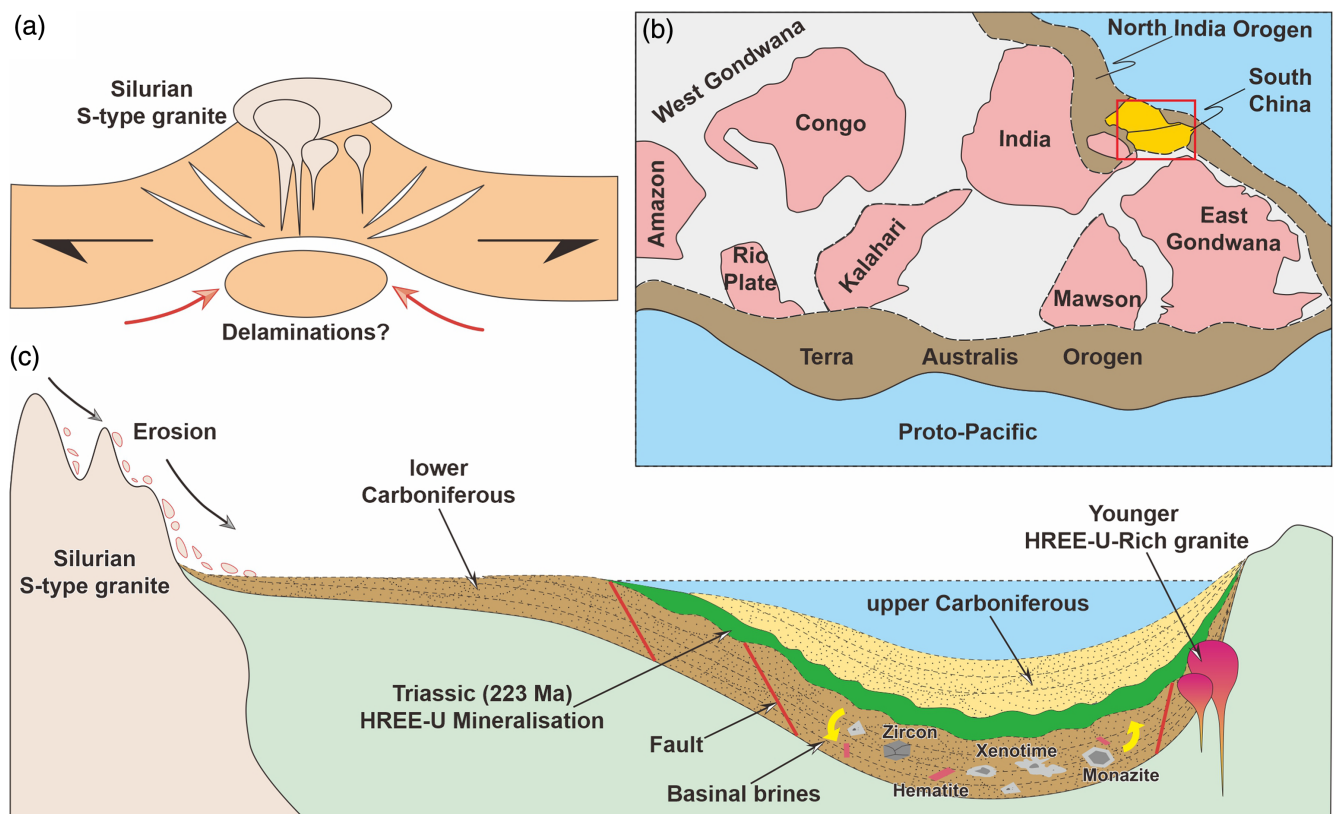 (a)
Silurian
S-type granite
Delaminations?
(b)
West Gondwana
North India Orogen
South
China
Congo
India
Amazon
East
Gondwana
Rio
Plate
Kalahari
Mawson
Terra Australis Orogen
Proto-Pacific
(c)
Erosion
lower
Carboniferous
Silurian
S-type granite
Younger
HREE-U-Rich granite
upper Carboniferous
Triassic (223 Ma)
HREE-U Mineralisation
Fault
Zircon
Xenotime
Monazite
Hematite
Basinal brines